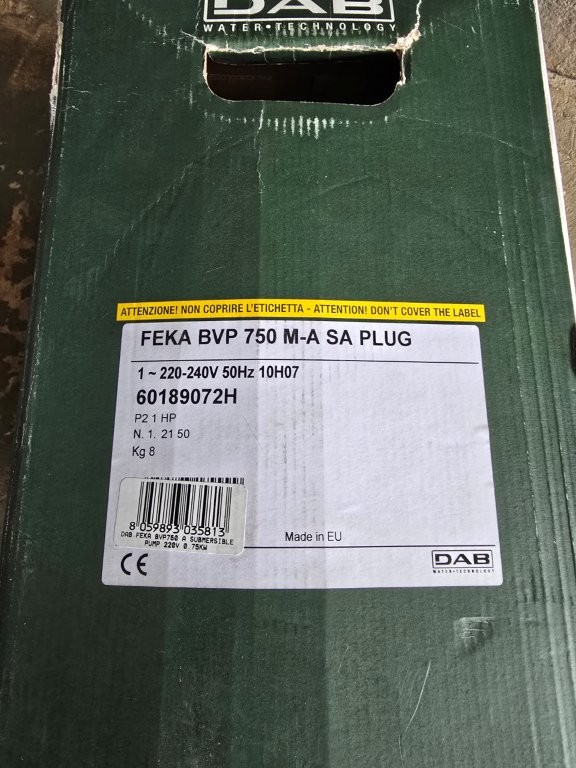 DAB
WATER•TECHNOLOGY
ATTENZIONE! NON COPRIRE L'ETICHETTA - ATTENTION! DON'T COVER THE LABEL
FEKA BVP 750 M-A SA PLUG
1 ~ 220-240V 50Hz 10H07
60189072H
P2 1 HP
N. 1. 21 50
Kg 8
8 059893 035813
DAB FEKA BVP750 A SUBMERSIBLE
PUMP 220V 0.75KW
Made in EU
CE
DAB
WATER•TECHNOLOGY